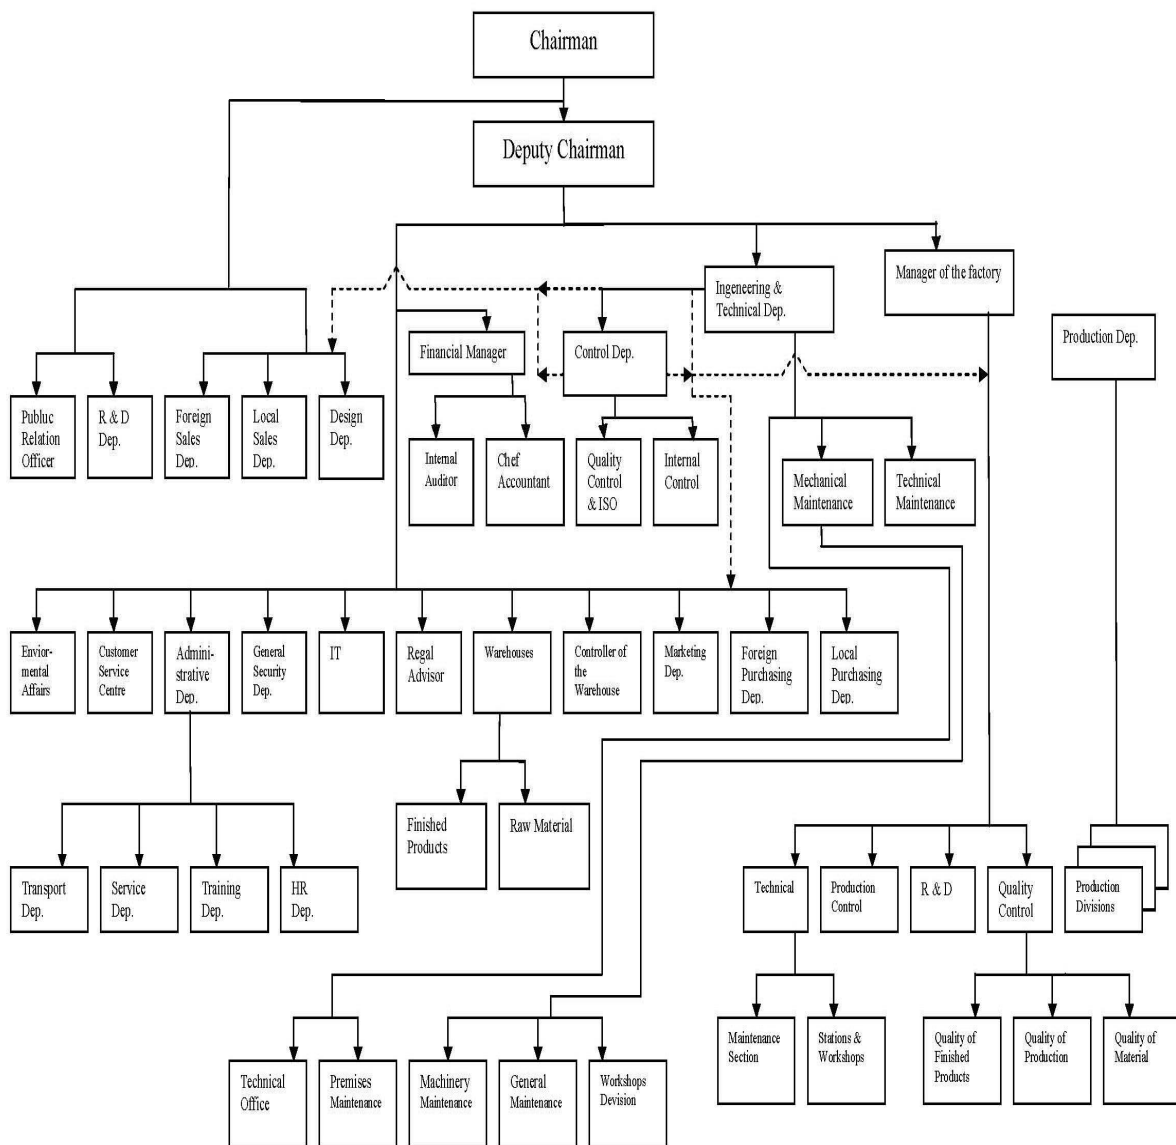 Chairman
Deputy Chairman
Manager of the factory
Ingeneering &
Technical Dep.
Production Dep.
Financial Manager
Control Dep.
Publuc
Relation
Officer
R & D
Dep.
Foreign
Sales
Dep.
Local
Sales
Dep.
Design
Dep.
Internal
Auditor
Chef
Accountant
Quality
Control
& ISO
Internal
Control
Mechanical
Maintenance
Technical
Maintenance
Envior-
mental
Affairs
Customer
Service
Centre
Admini-
strative
Dep.
General
Security
Dep.
IT
Regal
Advisor
Warehouses
Controller of
the
Warehouse
Marketing
Dep.
Foreign
Purchasing
Dep.
Local
Purchasing
Dep.
Finished
Products
Raw Material
Transport
Dep.
Service
Dep.
Training
Dep.
HR
Dep.
Technical
Production
Control
R & D
Quality
Control
Production
Divisions
Maintenance
Section
Stations &
Workshops
Quality of
Finished
Products
Quality of
Production
Quality of
Material
Technical
Office
Premises
Maintenance
Machinery
Maintenance
General
Maintenance
Workshops
Devision